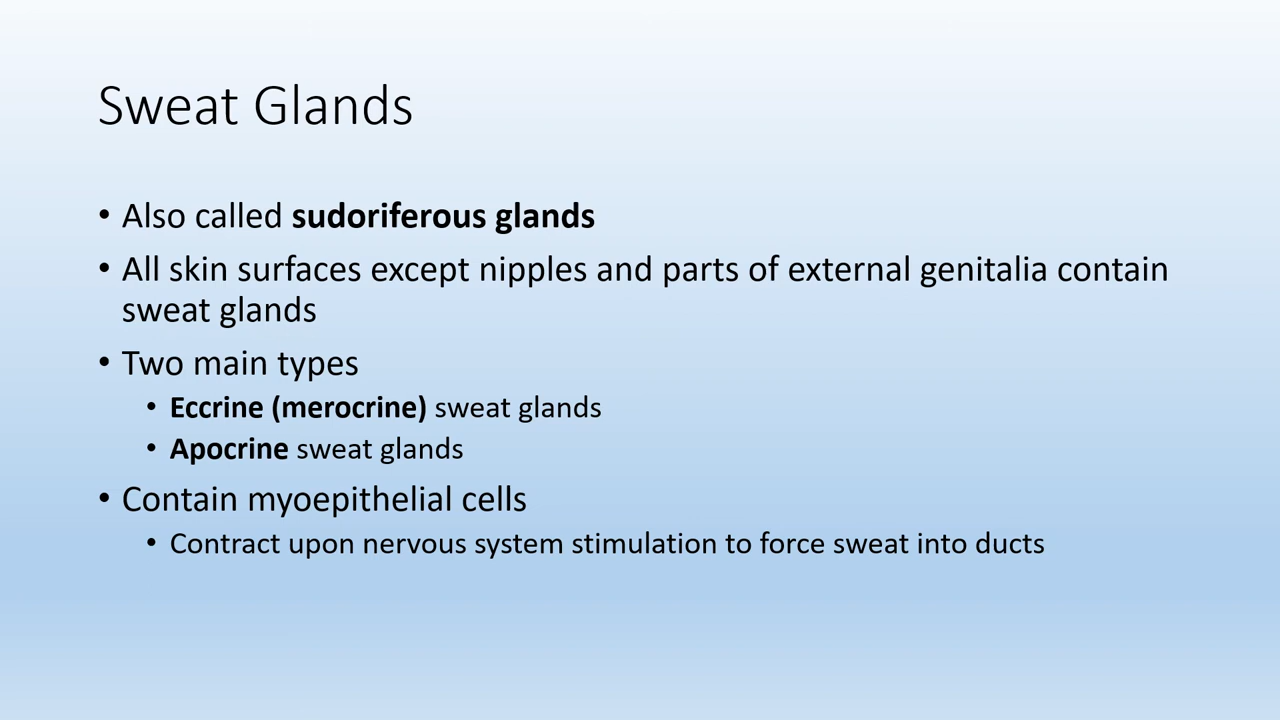 Sweat Glands
• Also called sudoriferous glands
• All skin surfaces except nipples and parts of external genitalia contain
sweat glands
• Two main types
• Eccrine (merocrine) sweat glands
• Apocrine sweat glands
• Contain myoepithelial cells
• Contract upon nervous system stimulation to force sweat into ducts